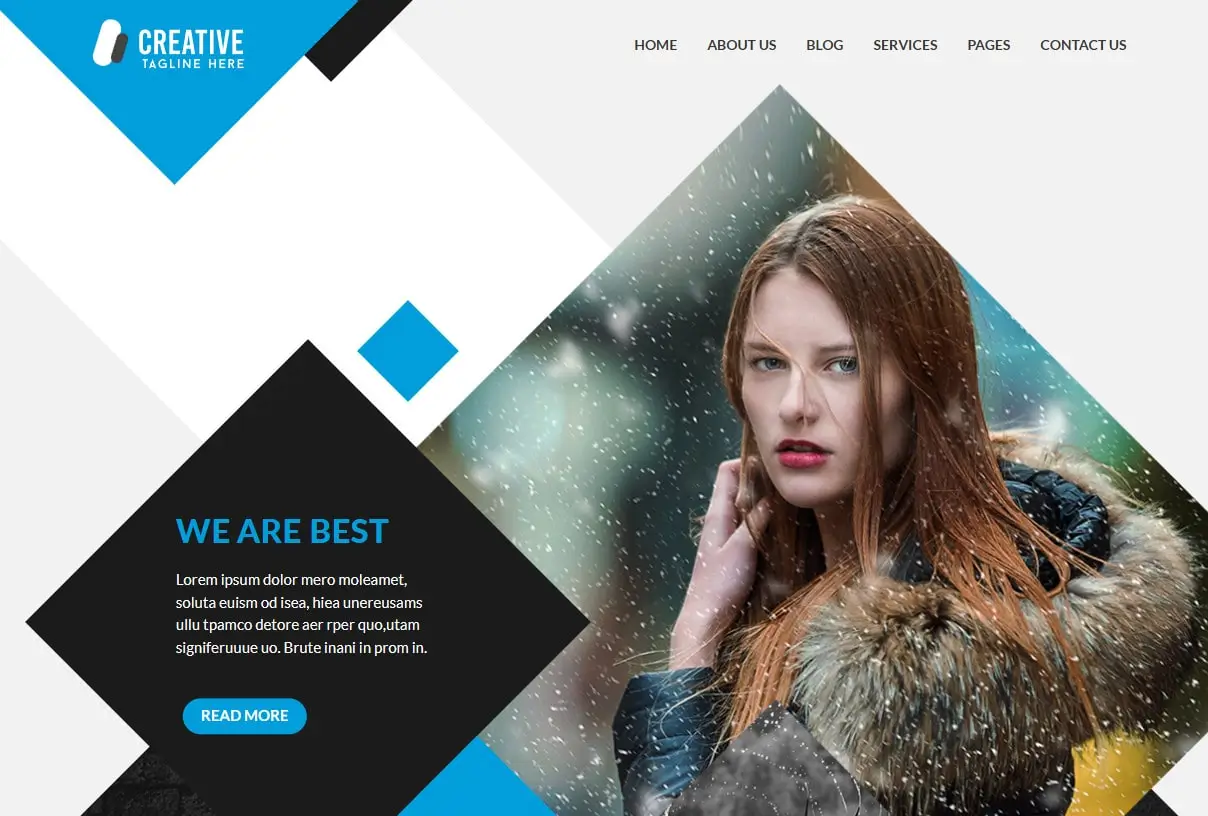 CREATIVE
TAGLINE HERE
HOME ABOUT US BLOG SERVICES PAGES CONTACT US
WE ARE BEST
Lorem ipsum dolor mero moleamet,
soluta euism od isea, hiea unereusams
ullu tpamco detore aer rper quo,utam
signiferuuue uo. Brute inani in prom in.
READ MORE